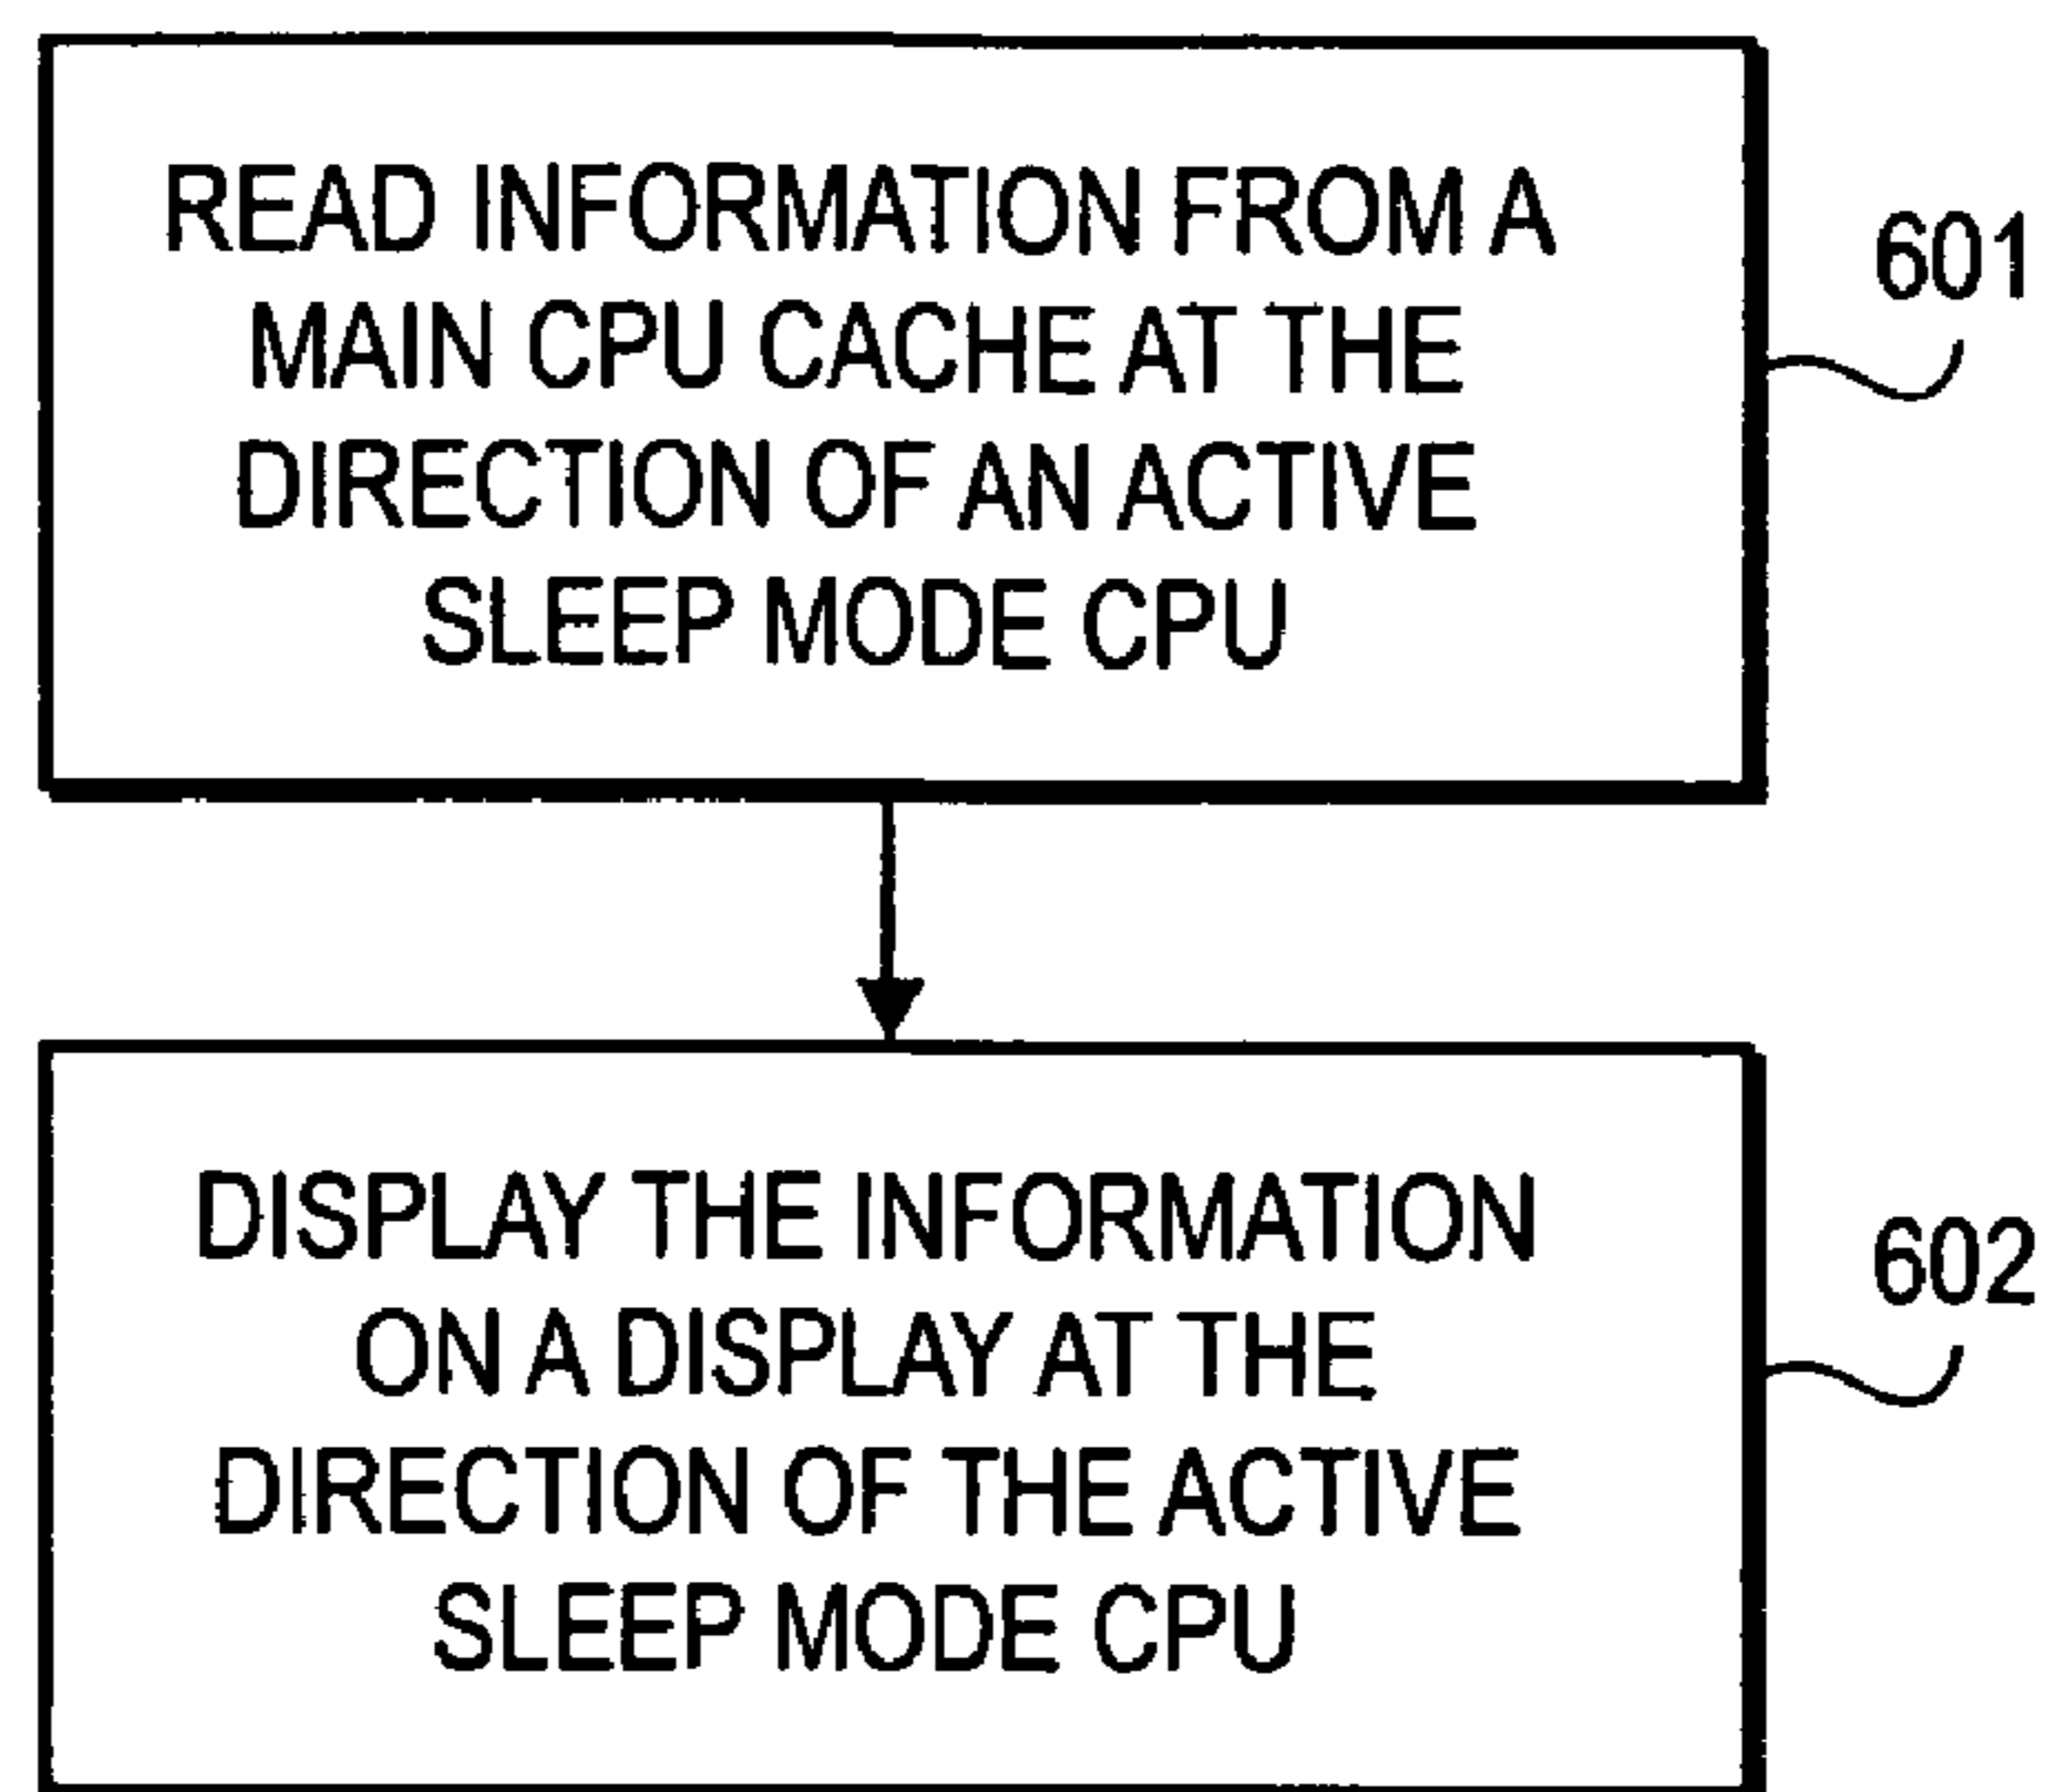 READ INFORMATION FROM A
MAIN CPU CACHE AT THE
DIRECTION OF AN ACTIVE
SLEEP MODE CPU
601
DISPLAY THE INFORMATION
ON A DISPLAY AT THE
DIRECTION OF THE ACTIVE
SLEEP MODE CPU
602